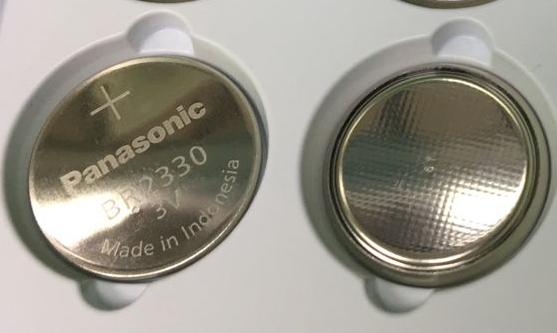 +
Panasonic
BR2330
3V
Made in Indonesia